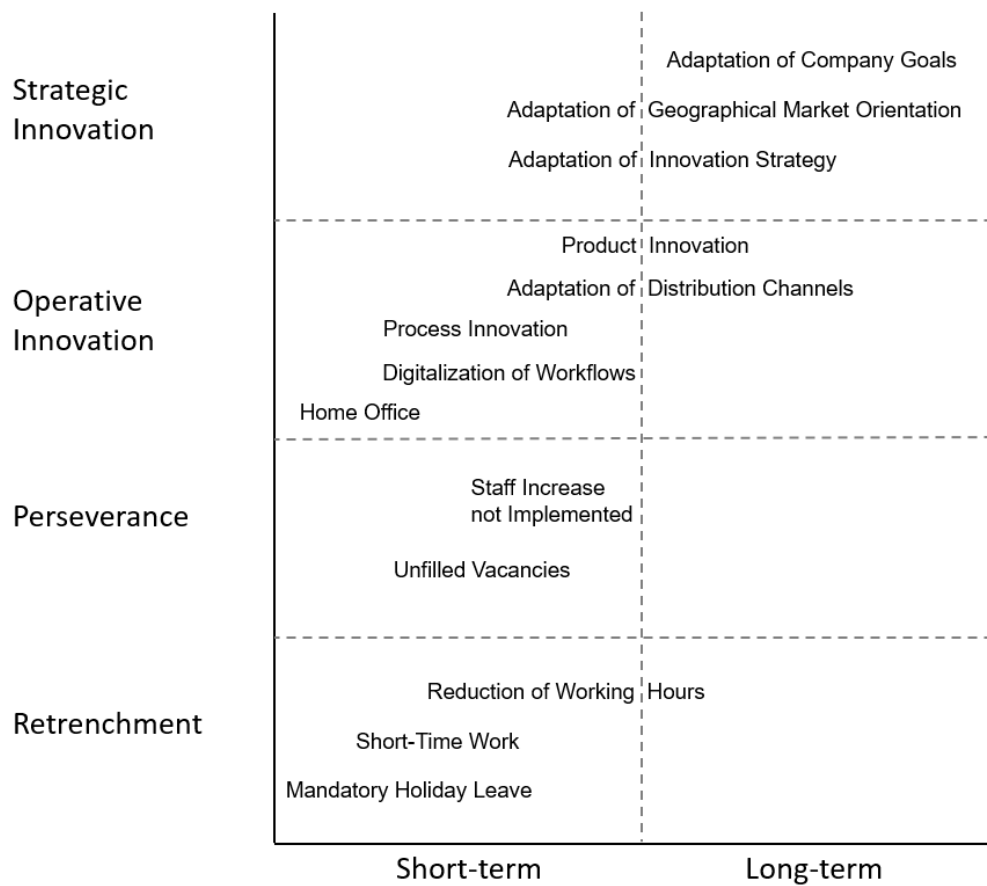 Strategic
Innovation
Adaptation of Company Goals
Adaptation of Geographical Market Orientation
Adaptation of Innovation Strategy
Operative
Innovation
Product Innovation
Adaptation of Distribution Channels
Process Innovation
Digitalization of Workflows
Home Office
Perseverance
Staff Increase
not Implemented
Unfilled Vacancies
Retrenchment
Reduction of Working Hours
Short-Time Work
Mandatory Holiday Leave
Short-term
Long-term